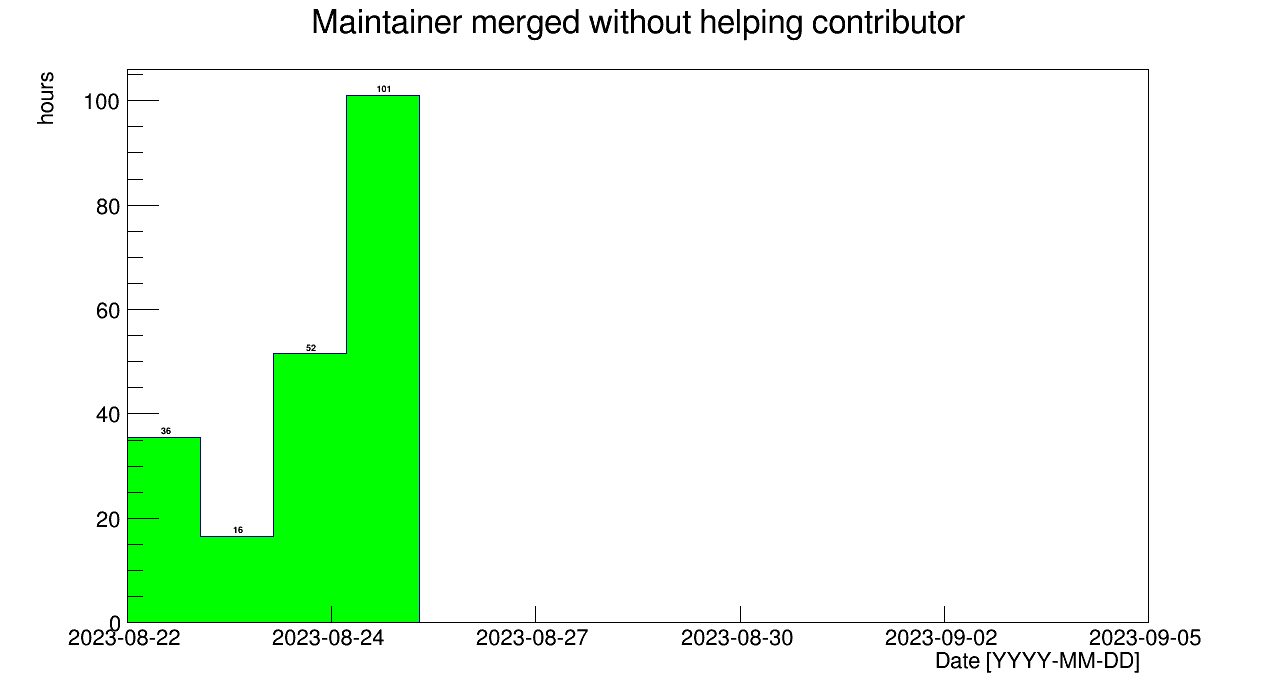 Maintainer merged without helping contributor
hours
100
80
60
40
20
0
101
52
36
16
2023-08-22 2023-08-24 2023-08-27 2023-08-30 2023-09-02 2023-09-05
Date [YYYY-MM-DD]